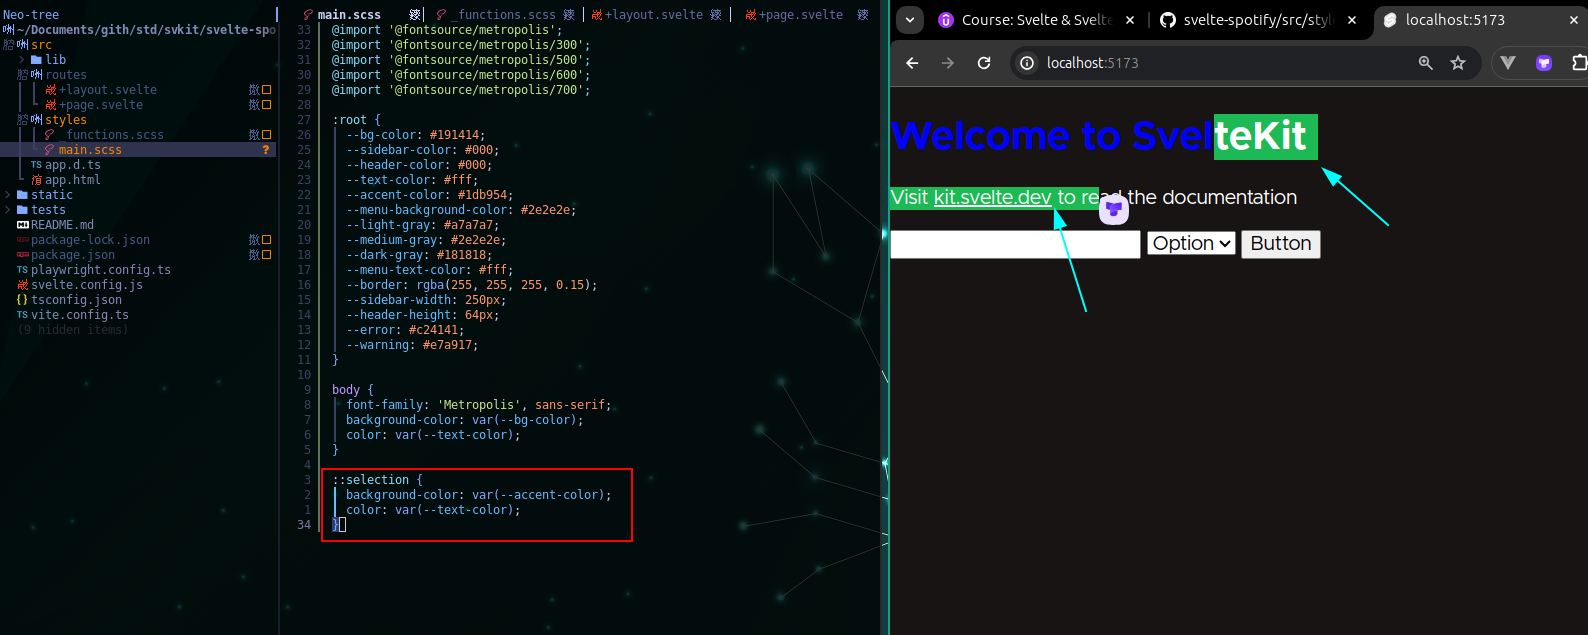 Neo-tree
~/Documents/gith/std/svkit/svelte-spo
src
lib
routes
+layout.svelte
+page.svelte
styles
_functions.scss
main.scss ?
TS app.d.ts
app.html
static
tests
README.md
package-lock.json
package.json
TS playwright.config.ts
svelte.config.js
{} tsconfig.json
TS vite.config.ts
(9 hidden items)
main.scss _functions.scss +layout.svelte +page.svelte
33 @import '@fontsource/metropolis';
32 @import '@fontsource/metropolis/300';
31 @import '@fontsource/metropolis/500';
30 @import '@fontsource/metropolis/600';
29 @import '@fontsource/metropolis/700';
28
27 :root {
26 --bg-color: #191414;
25 --sidebar-color: #000;
24 --header-color: #000;
23 --text-color: #fff;
22 --accent-color: #1db954;
21 --menu-background-color: #2e2e2e;
20 --light-gray: #a7a7a7;
19 --medium-gray: #2e2e2e;
18 --dark-gray: #181818;
17 --menu-text-color: #fff;
16 --border: rgba(255, 255, 255, 0.15);
15 --sidebar-width: 250px;
14 --header-height: 64px;
13 --error: #c24141;
12 --warning: #e7a917;
11 }
10
9 body {
8 font-family: 'Metropolis', sans-serif;
7 background-color: var(--bg-color);
6 color: var(--text-color);
5 }
4
3 ::selection {
2 background-color: var(--accent-color);
1 color: var(--text-color);
34 }
Course: Svelte & Svelte
svelte-spotify/src/style
localhost:5173
localhost:5173
Welcome to SvelteKit
Visit kit.svelte.dev to read the documentation
Option
Button